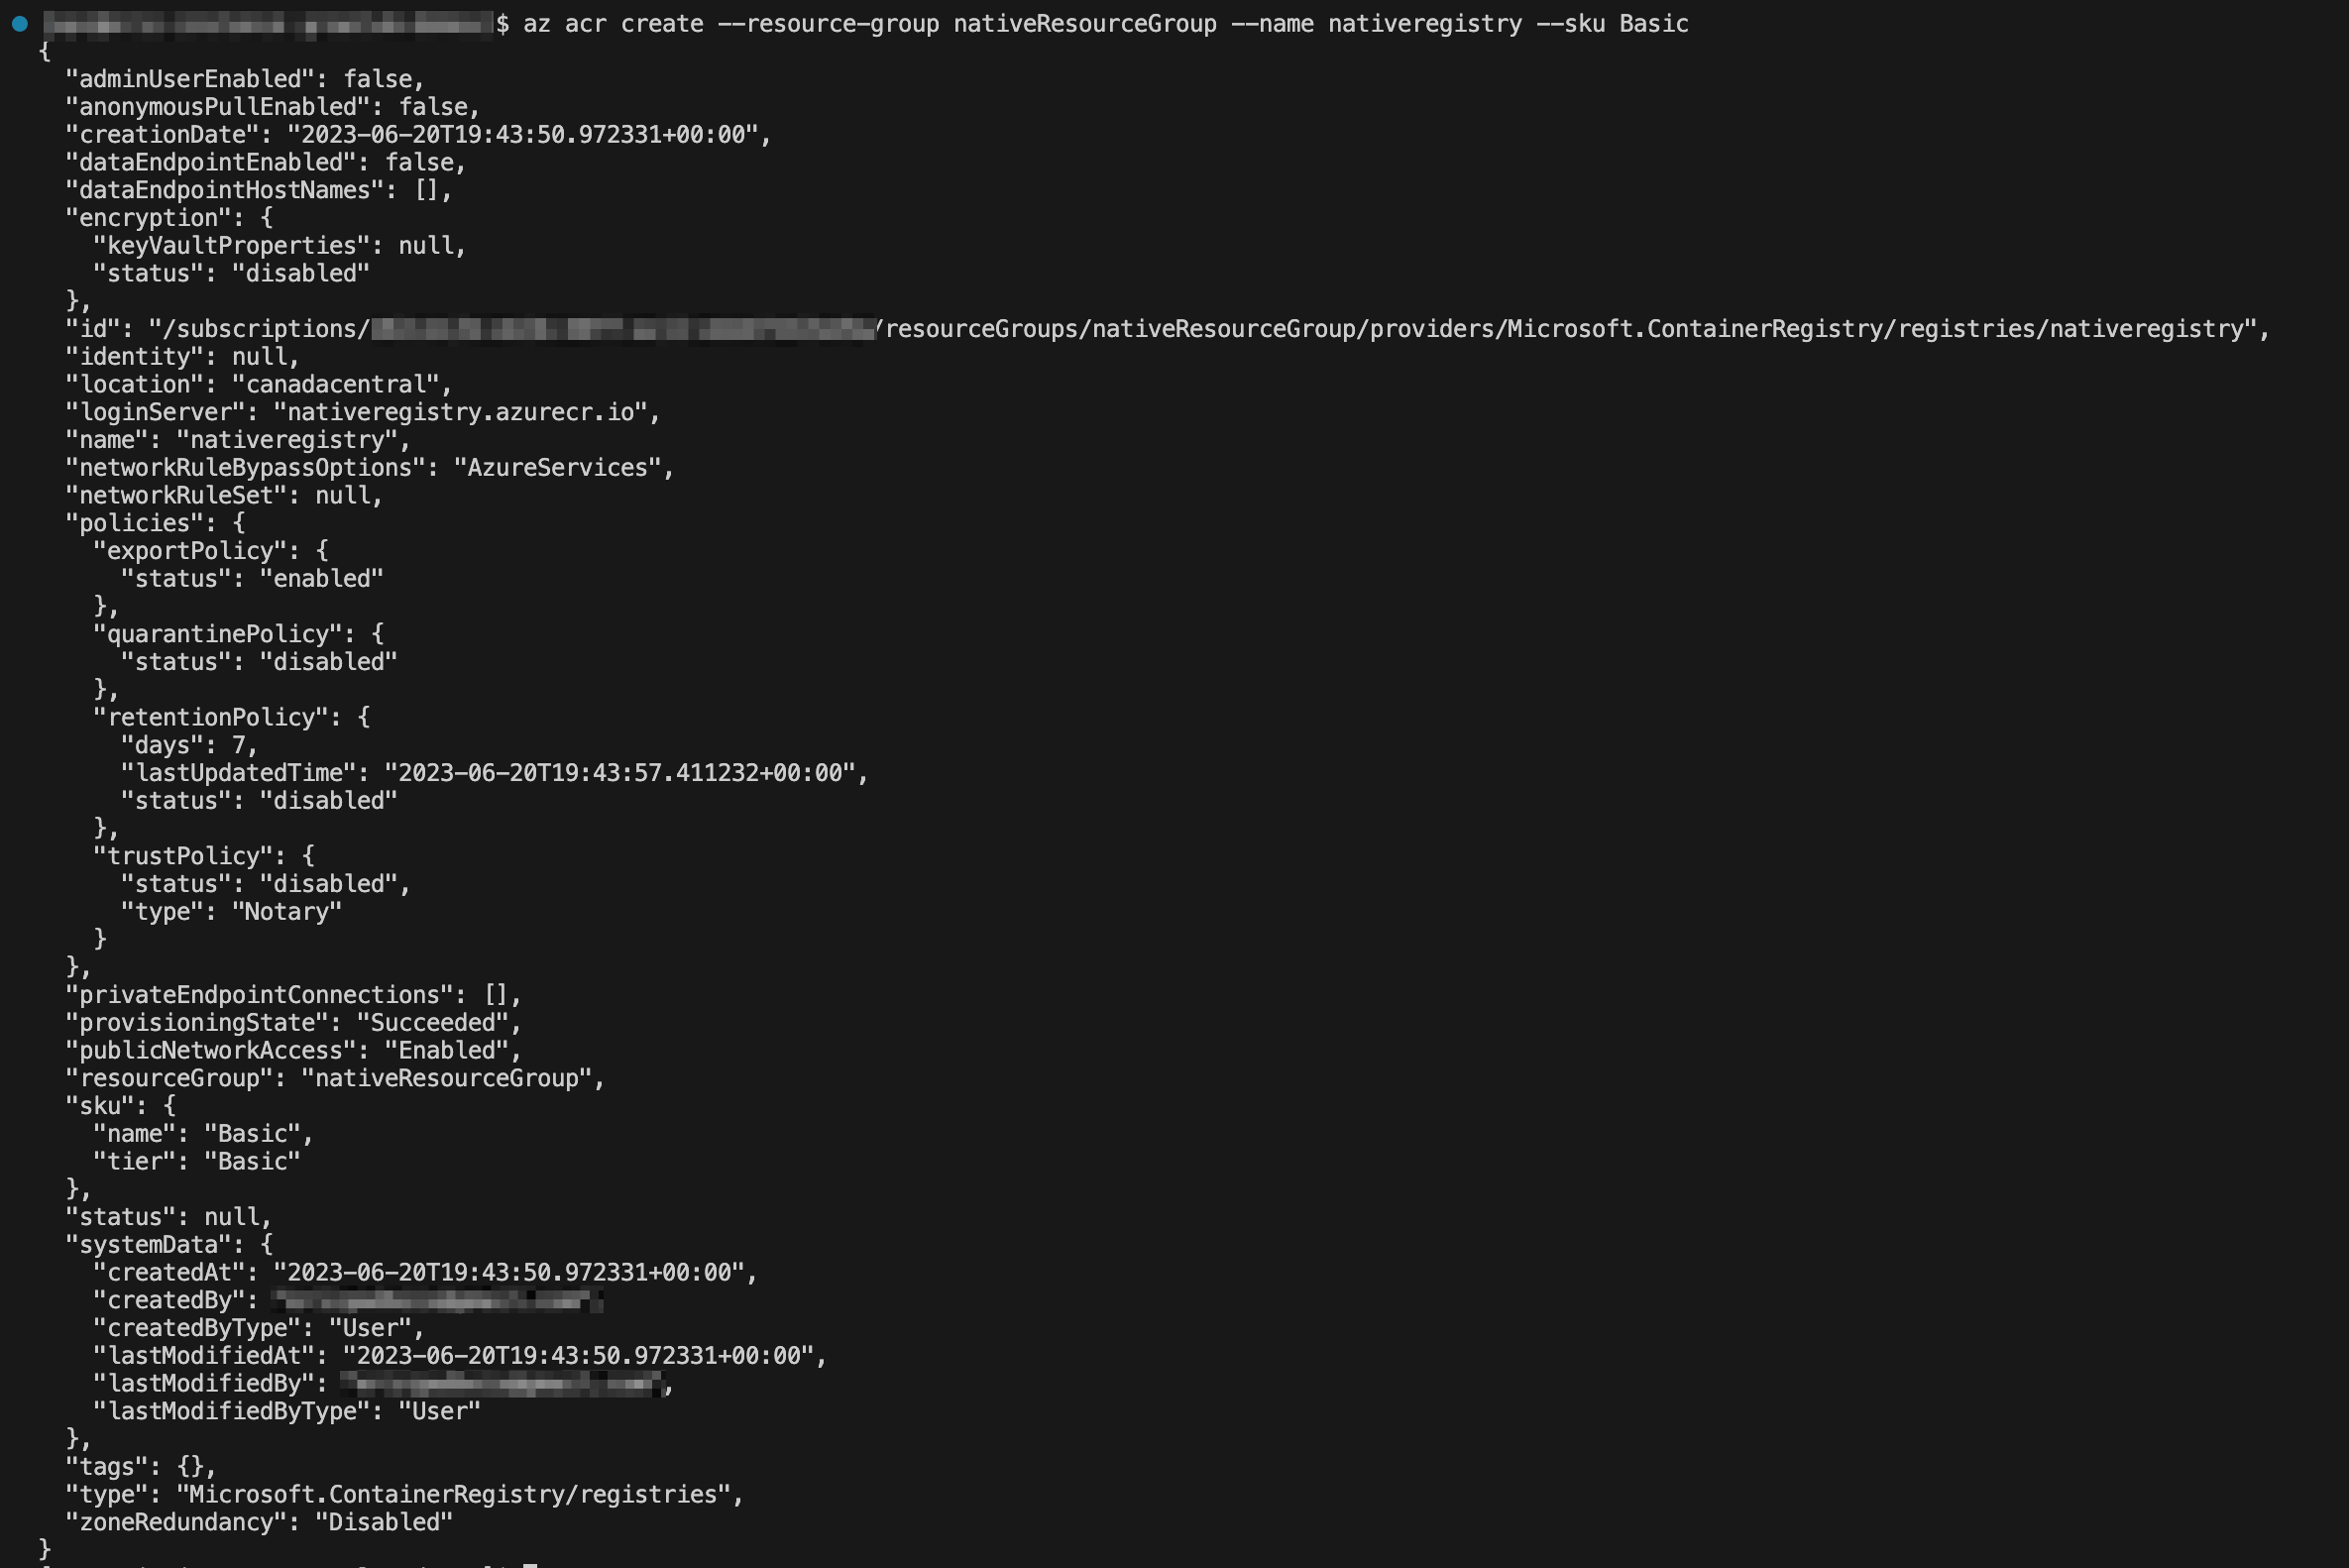 $ az acr create --resource-group nativeResourceGroup --name nativeregistry --sku Basic
{
  "adminUserEnabled": false,
  "anonymousPullEnabled": false,
  "creationDate": "2023-06-20T19:43:50.972331+00:00",
  "dataEndpointEnabled": false,
  "dataEndpointHostNames": [],
  "encryption": {
    "keyVaultProperties": null,
    "status": "disabled"
  },
  "id": "/subscriptions/ /resourceGroups/nativeResourceGroup/providers/Microsoft.ContainerRegistry/registries/nativeregistry",
  "identity": null,
  "location": "canadacentral",
  "loginServer": "nativeregistry.azurecr.io",
  "name": "nativeregistry",
  "networkRuleBypassOptions": "AzureServices",
  "networkRuleSet": null,
  "policies": {
    "exportPolicy": {
      "status": "enabled"
    },
    "quarantinePolicy": {
      "status": "disabled"
    },
    "retentionPolicy": {
      "days": 7,
      "lastUpdatedTime": "2023-06-20T19:43:57.411232+00:00",
      "status": "disabled"
    },
    "trustPolicy": {
      "status": "disabled",
      "type": "Notary"
    }
  },
  "privateEndpointConnections": [],
  "provisioningState": "Succeeded",
  "publicNetworkAccess": "Enabled",
  "resourceGroup": "nativeResourceGroup",
  "sku": {
    "name": "Basic",
    "tier": "Basic"
  },
  "status": null,
  "systemData": {
    "createdAt": "2023-06-20T19:43:50.972331+00:00",
    "createdBy":
    "createdByType": "User",
    "lastModifiedAt": "2023-06-20T19:43:50.972331+00:00",
    "lastModifiedBy": ,
    "lastModifiedByType": "User"
  },
  "tags": {},
  "type": "Microsoft.ContainerRegistry/registries",
  "zoneRedundancy": "Disabled"
}